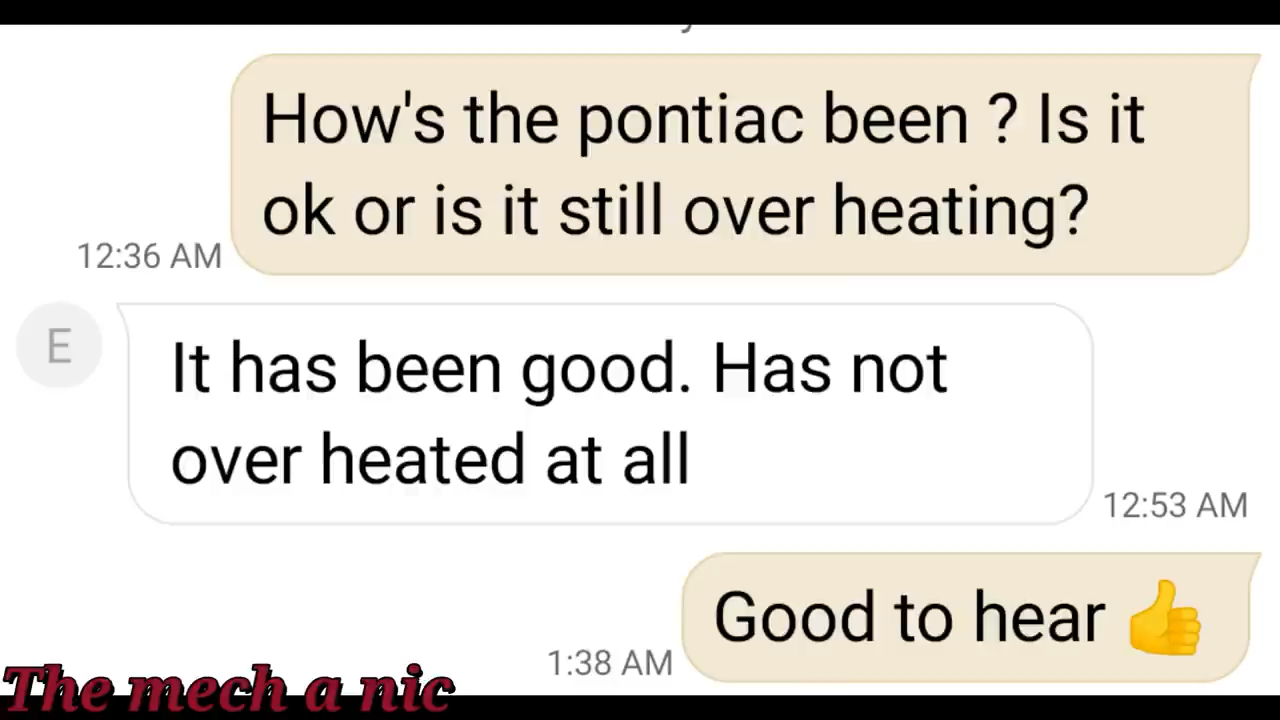 How's the pontiac been ? Is it
ok or is it still over heating?
12:36 AM
E
It has been good. Has not
over heated at all
12:53 AM
Good to hear 👍
1:38 AM
The mech a nic